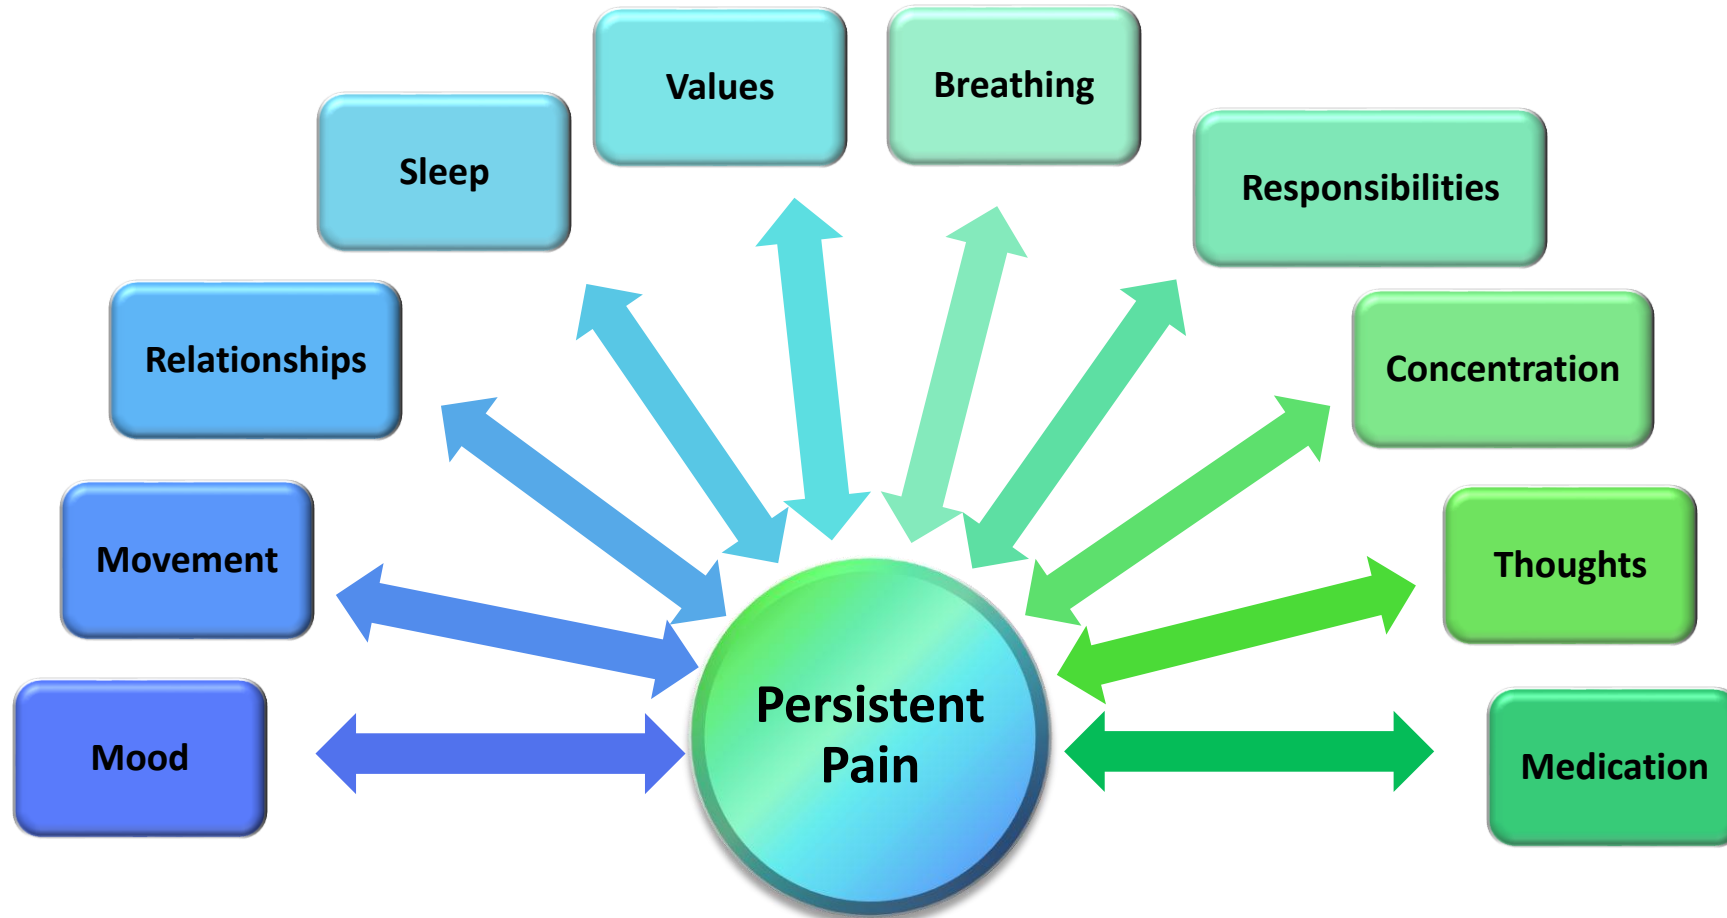 Values
Breathing
Sleep
Responsibilities
Relationships
Concentration
Movement
Thoughts
Persistent
Pain
Mood
Medication